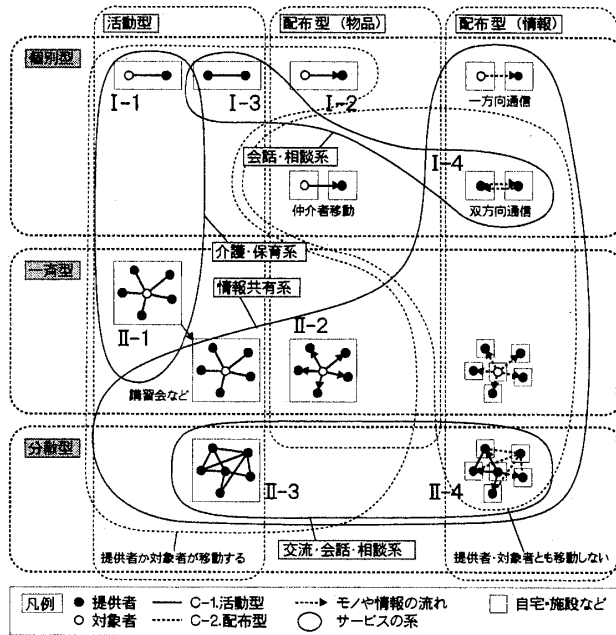 活動型
配布型(物品)
配布型(情報)
個別型
I-1
I-3
I-2
一方向通信
会話・相談系
I-4
仲介者移動
双方向通信
介護・保育系
一斉型
情報共有系
II-1
II-2
講習会など
分散型
II-3
II-4
提供者か対象者が移動する
交流・会話・相談系
提供者・対象者とも移動しない
凡例
提供者
C-1.活動型
モノや情報の流れ
自宅・施設など
対象者
C-2.配布型
サービスの系